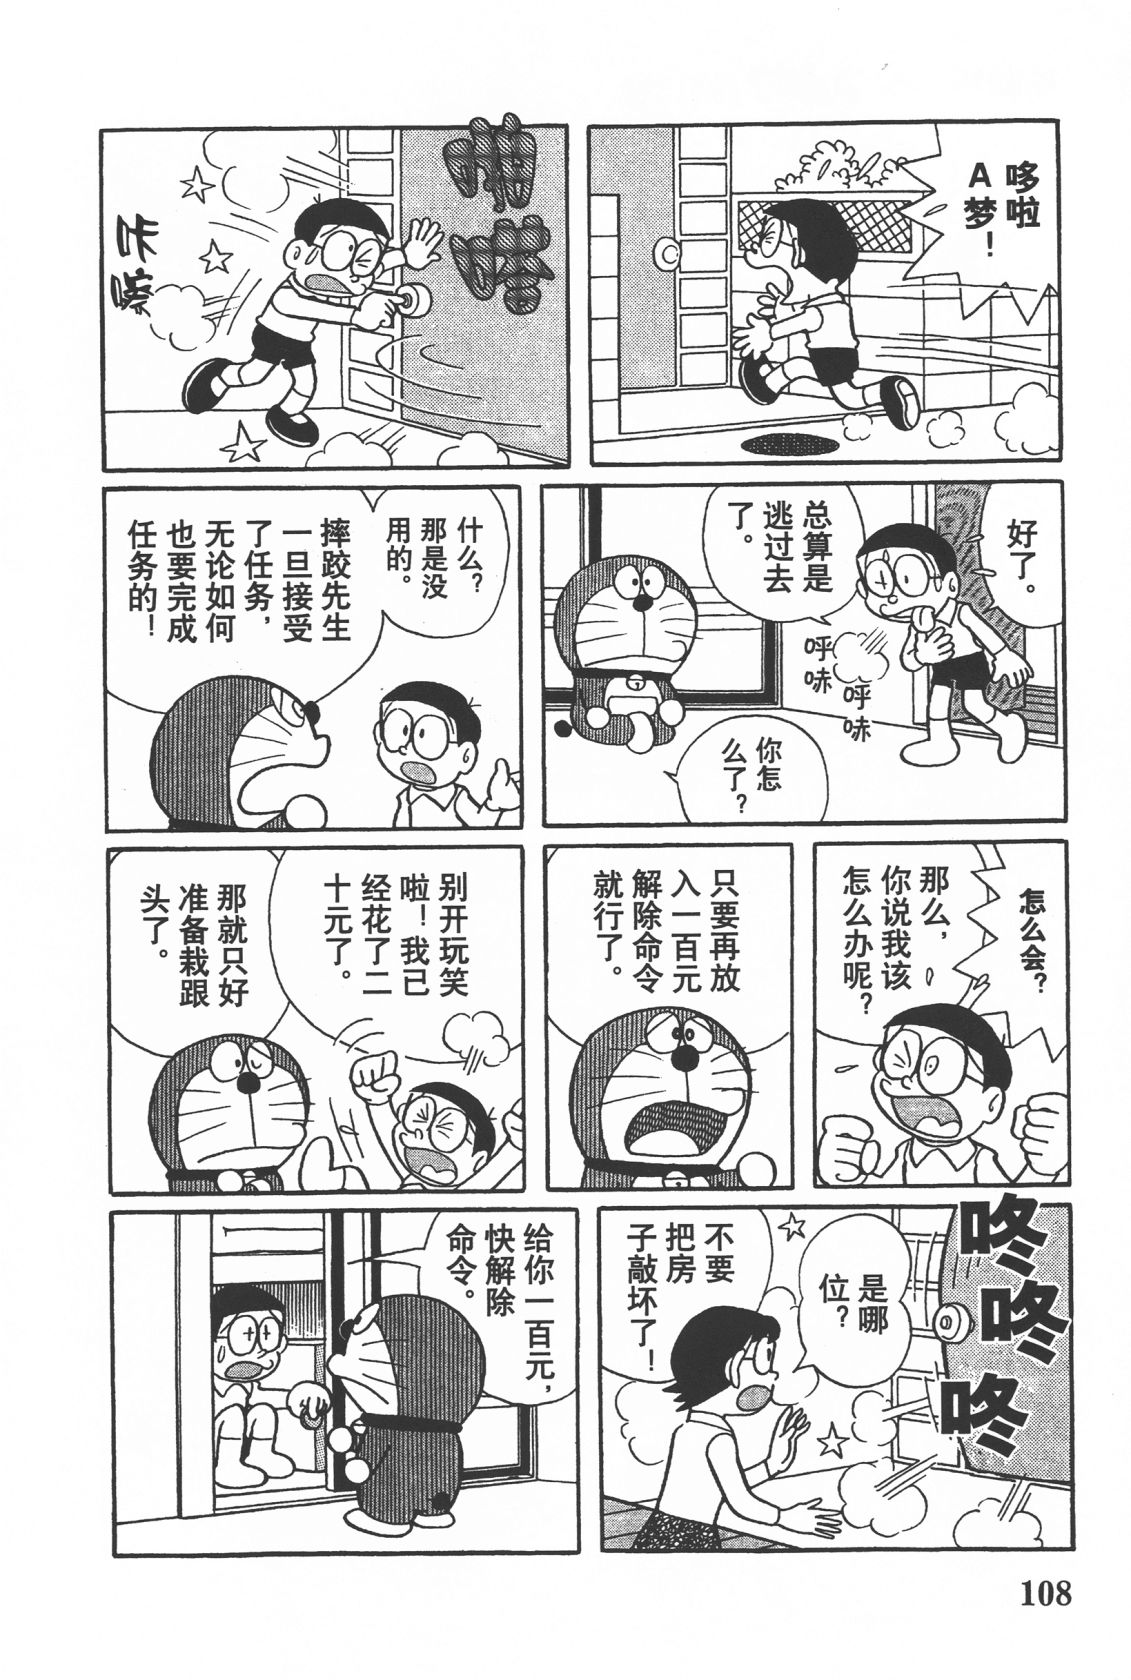 哆啦
A梦！
啪
咔
嚓
好了。
总算是
逃过去
了。
呼
哧
呼
哧
你怎
么了？
什么？
那是没
用的。
摔跤先生
一旦接受
了任务，
无论如何
也要完成
任务的！
怎么会？
那么，
你说我该
怎么办呢？
只要再放
入一百元
解除命令
就行了。
别开玩笑
啦！我已
经花了二
十元了。
那就只好
准备栽跟
头了。
咚
咚
咚
是哪
位？
不要
把房
子敲坏了！
给你一百元，
快解除
命令。
108